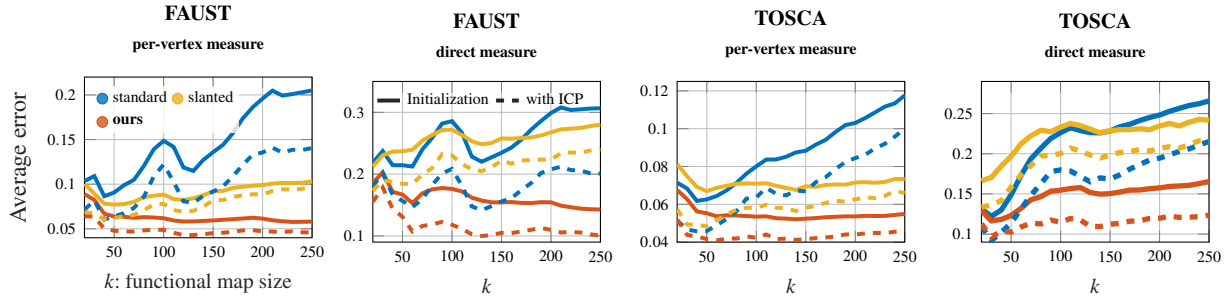 FAUST
per-vertex measure
FAUST
direct measure
TOSCA
per-vertex measure
TOSCA
direct measure
Average error
0.2
0.15
0.1
0.05
standard
slanted
ours
50
100
150
200
250
k: functional map size
0.3
0.2
0.1
Initialization
with ICP
50
100
150
200
250
k
0.12
0.1
0.08
0.06
0.04
50
100
150
200
250
k
0.25
0.2
0.15
0.1
50
100
150
200
250
k